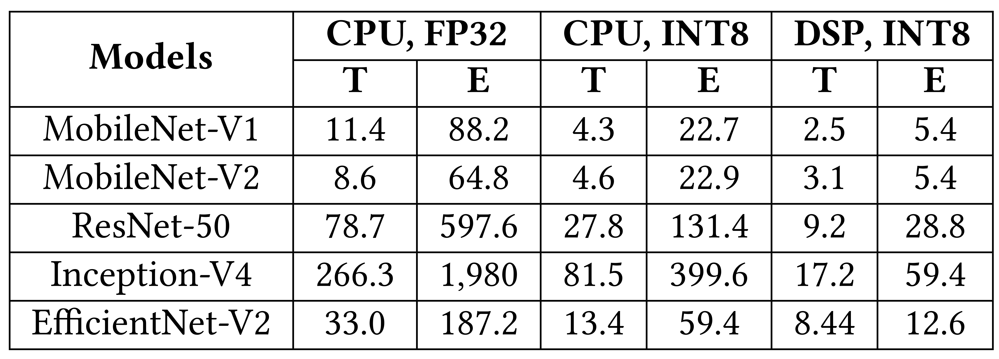 Models CPU, FP32 CPU, INT8 DSP, INT8
T E T E T E
MobileNet-V1 11.4 88.2 4.3 22.7 2.5 5.4
MobileNet-V2 8.6 64.8 4.6 22.9 3.1 5.4
ResNet-50 78.7 597.6 27.8 131.4 9.2 28.8
Inception-V4 266.3 1,980 81.5 399.6 17.2 59.4
EfficientNet-V2 33.0 187.2 13.4 59.4 8.44 12.6